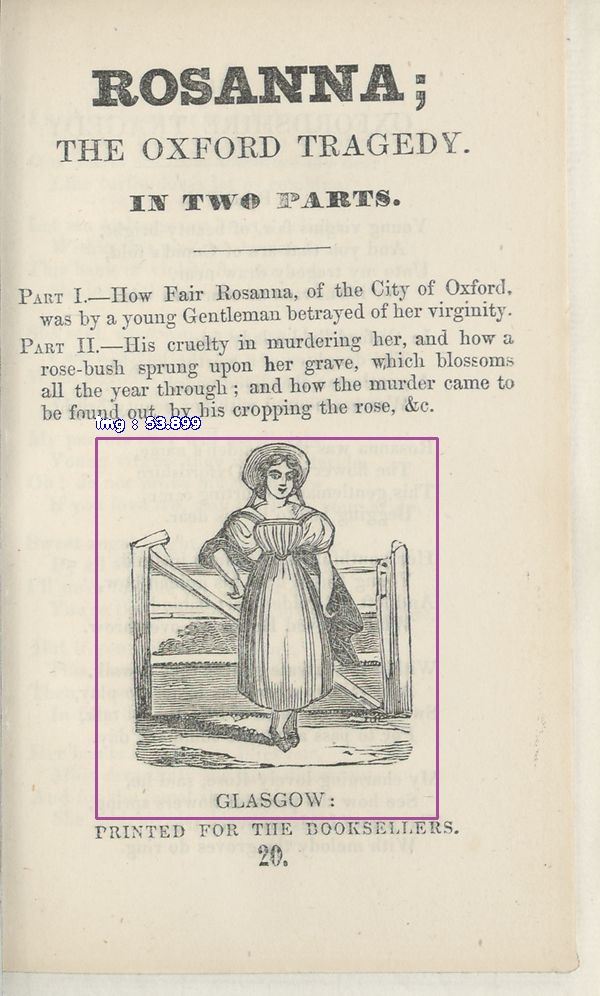 ROSANNA;
THE OXFORD TRAGEDY.
IN TWO PARTS.
PART I.—How Fair Rosanna, of the City of Oxford,
was by a young Gentleman betrayed of her virginity.
PART II.—His cruelty in murdering her, and how a
rose-bush sprung upon her grave, which blossoms
all the year through; and how the murder came to
be found out, by his cropping the rose, &c.
img : 53.899
GLASGOW:
PRINTED FOR THE BOOKSELLERS.
20.